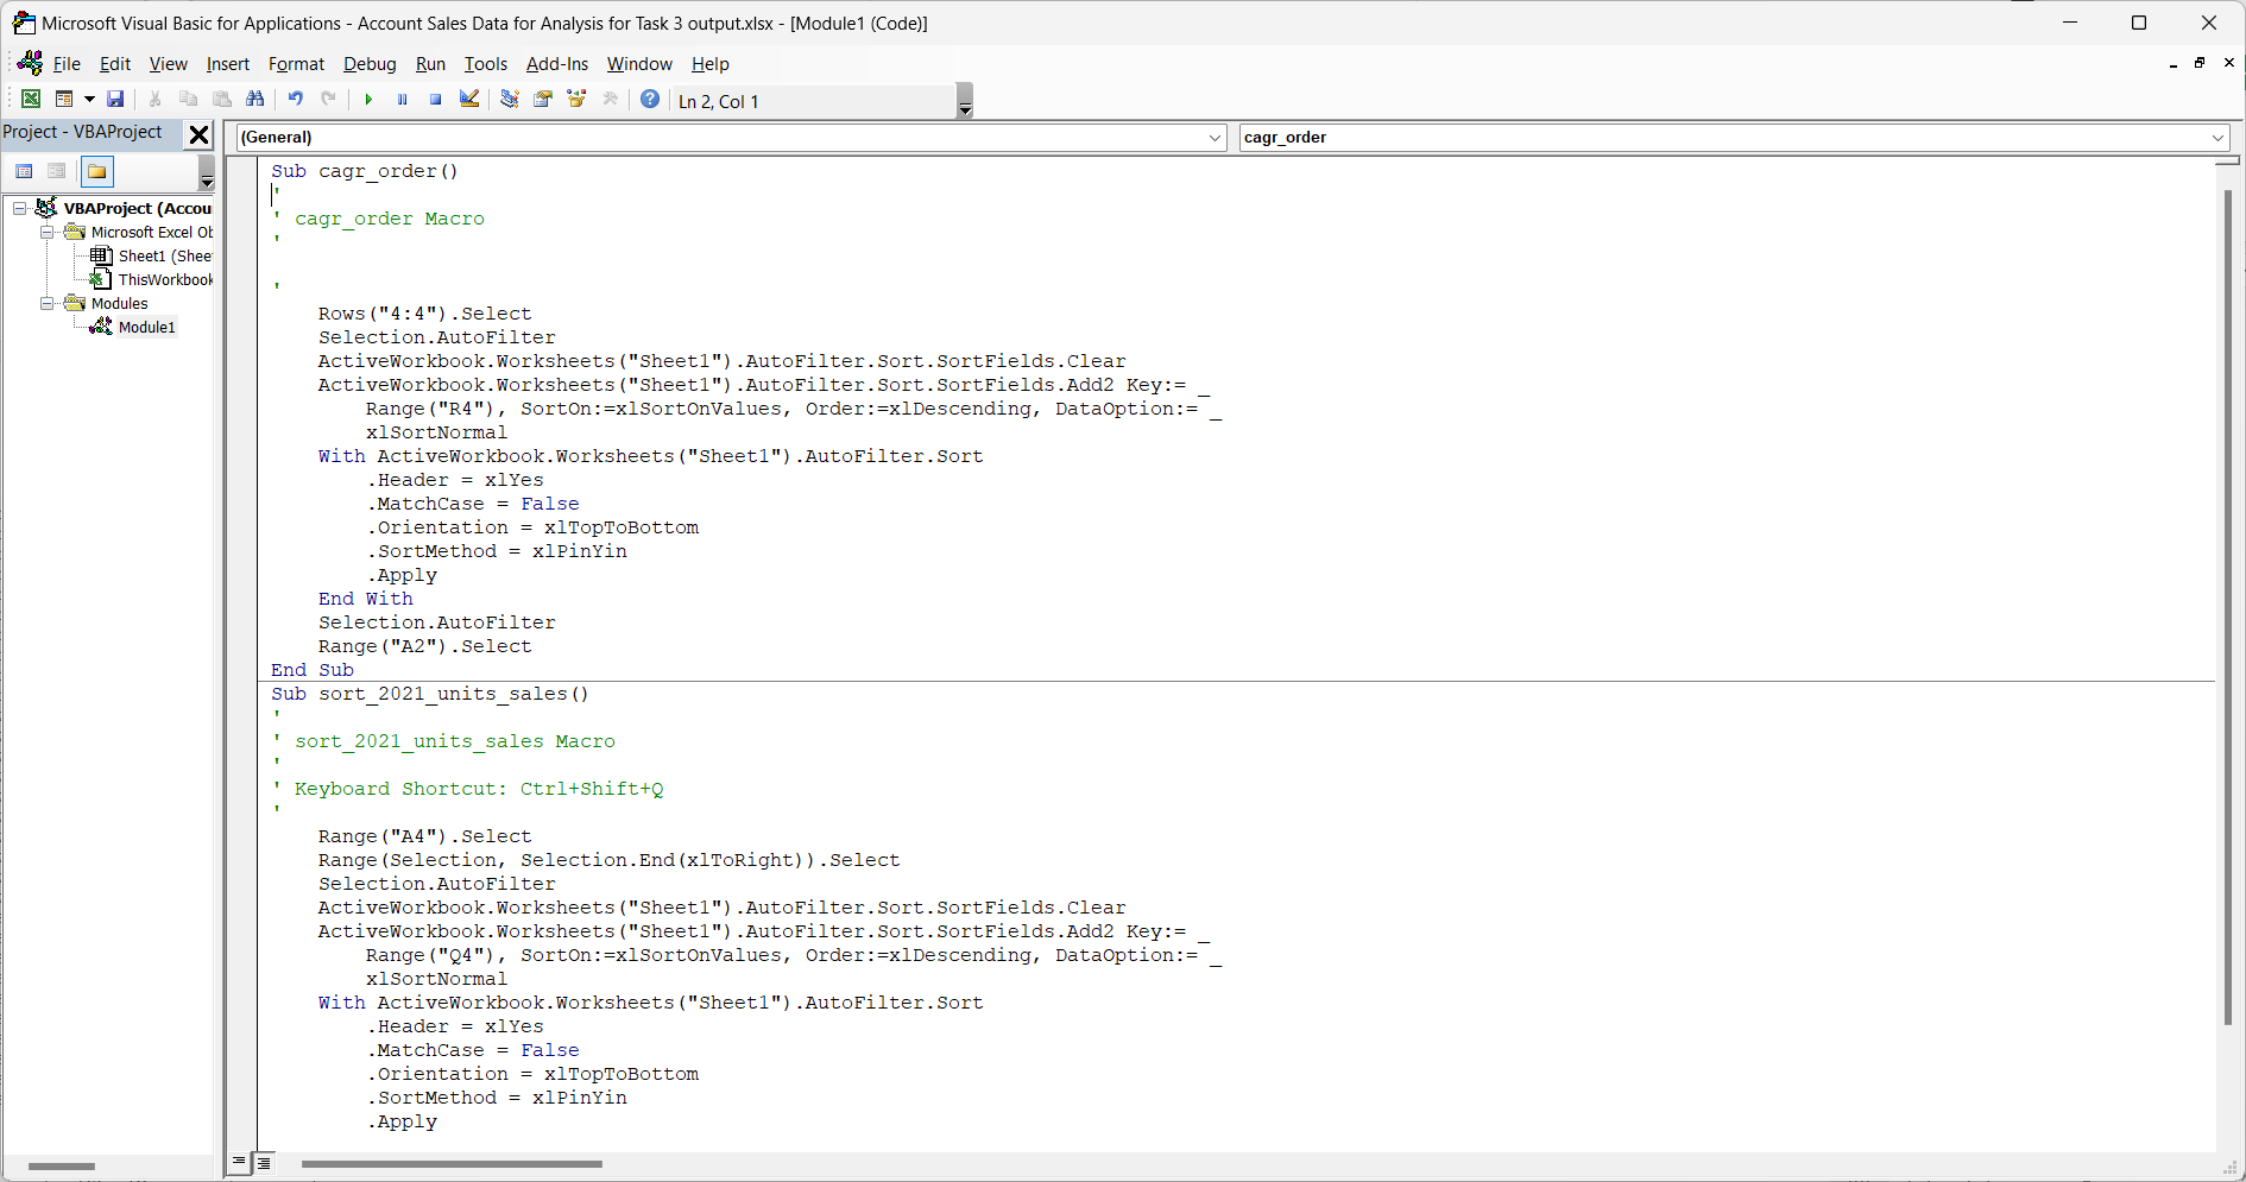 Microsoft Visual Basic for Applications - Account Sales Data for Analysis for Task 3 output.xlsx - [Module1 (Code)]
File Edit View Insert Format Debug Run Tools Add-Ins Window Help
Ln 2, Col 1
Project - VBAProject
(General)
cagr_order
VBAProject (Accou
Microsoft Excel Ob
Sheet1 (Shee
ThisWorkbook
Modules
Module1
Sub cagr_order()
'
' cagr_order Macro
'
'
    Rows("4:4").Select
    Selection.AutoFilter
    ActiveWorkbook.Worksheets("Sheet1").AutoFilter.Sort.SortFields.Clear
    ActiveWorkbook.Worksheets("Sheet1").AutoFilter.Sort.SortFields.Add2 Key:= _
        Range("R4"), SortOn:=xlSortOnValues, Order:=xlDescending, DataOption:= _
        xlSortNormal
    With ActiveWorkbook.Worksheets("Sheet1").AutoFilter.Sort
        .Header = xlYes
        .MatchCase = False
        .Orientation = xlTopToBottom
        .SortMethod = xlPinYin
        .Apply
    End With
    Selection.AutoFilter
    Range("A2").Select
End Sub
Sub sort_2021_units_sales()
'
' sort_2021_units_sales Macro
'
' Keyboard Shortcut: Ctrl+Shift+Q
'
    Range("A4").Select
    Range(Selection, Selection.End(xlToRight)).Select
    Selection.AutoFilter
    ActiveWorkbook.Worksheets("Sheet1").AutoFilter.Sort.SortFields.Clear
    ActiveWorkbook.Worksheets("Sheet1").AutoFilter.Sort.SortFields.Add2 Key:= _
        Range("Q4"), SortOn:=xlSortOnValues, Order:=xlDescending, DataOption:= _
        xlSortNormal
    With ActiveWorkbook.Worksheets("Sheet1").AutoFilter.Sort
        .Header = xlYes
        .MatchCase = False
        .Orientation = xlTopToBottom
        .SortMethod = xlPinYin
        .Apply